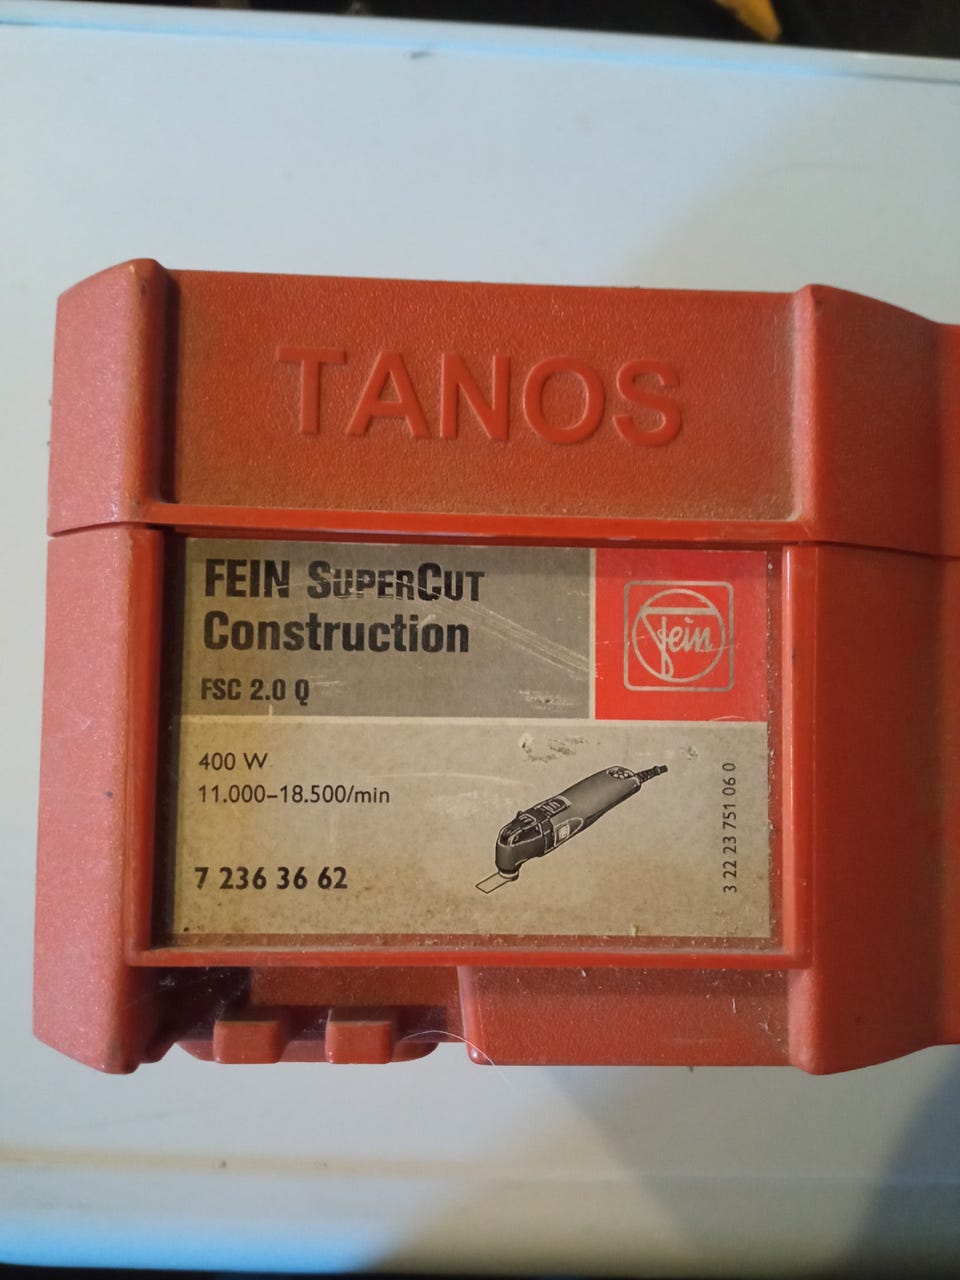 TANOS
FEIN SUPERCUT
Construction
FSC 2.0 Q
fein
400 W
11.000–18.500/min
7 236 36 62
3 22 23 751 06 0